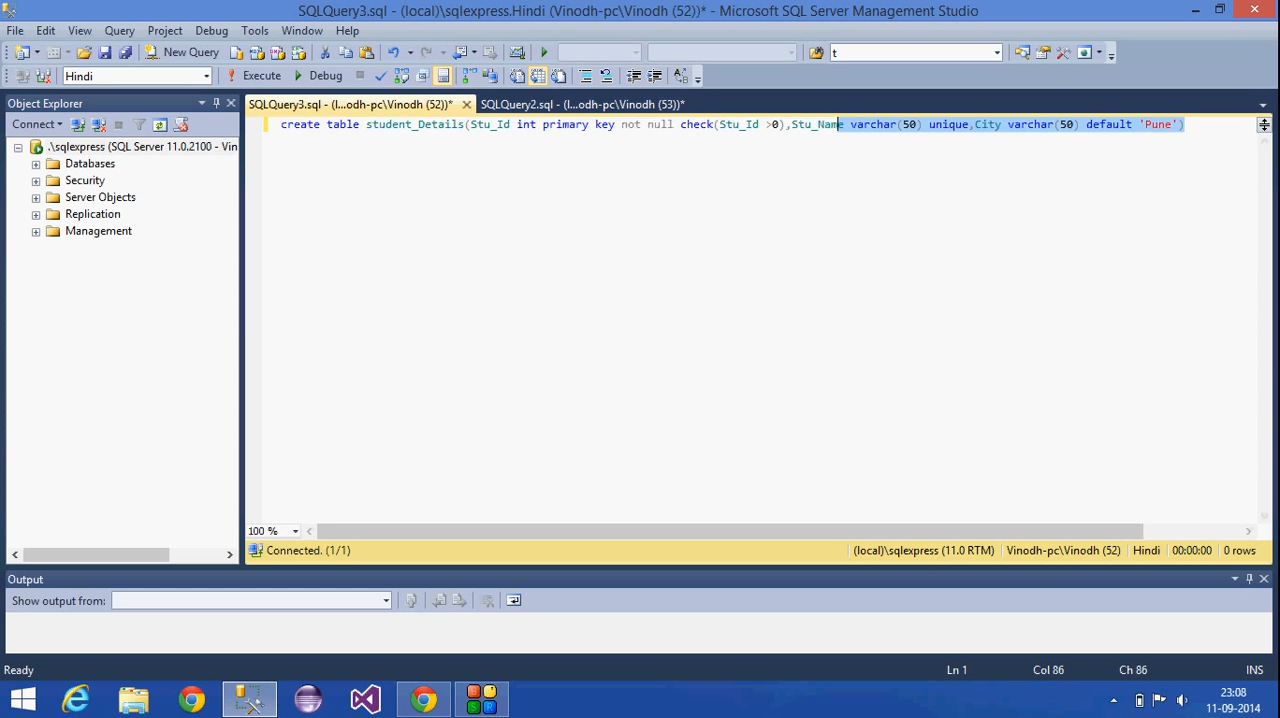 SQLQuery3.sql - (local)\sqlexpress.Hindi (Vinodh-pc\Vinodh (52))* - Microsoft SQL Server Management Studio
File Edit View Query Project Debug Tools Window Help
New Query t
Hindi Execute Debug
Object Explorer
SQLQuery3.sql - (l...odh-pc\Vinodh (52))* SQLQuery2.sql - (l...odh-pc\Vinodh (53))*
Connect
create table student_Details(Stu_Id int primary key not null check(Stu_Id >0),Stu_Name varchar(50) unique,City varchar(50) default 'Pune')
.\sqlexpress (SQL Server 11.0.2100 - Vin
Databases
Security
Server Objects
Replication
Management
100 %
Connected. (1/1) (local)\sqlexpress (11.0 RTM) Vinodh-pc\Vinodh (52) Hindi 00:00:00 0 rows
Output
Show output from:
Ready Ln 1 Col 86 Ch 86 INS
23:08
11-09-2014